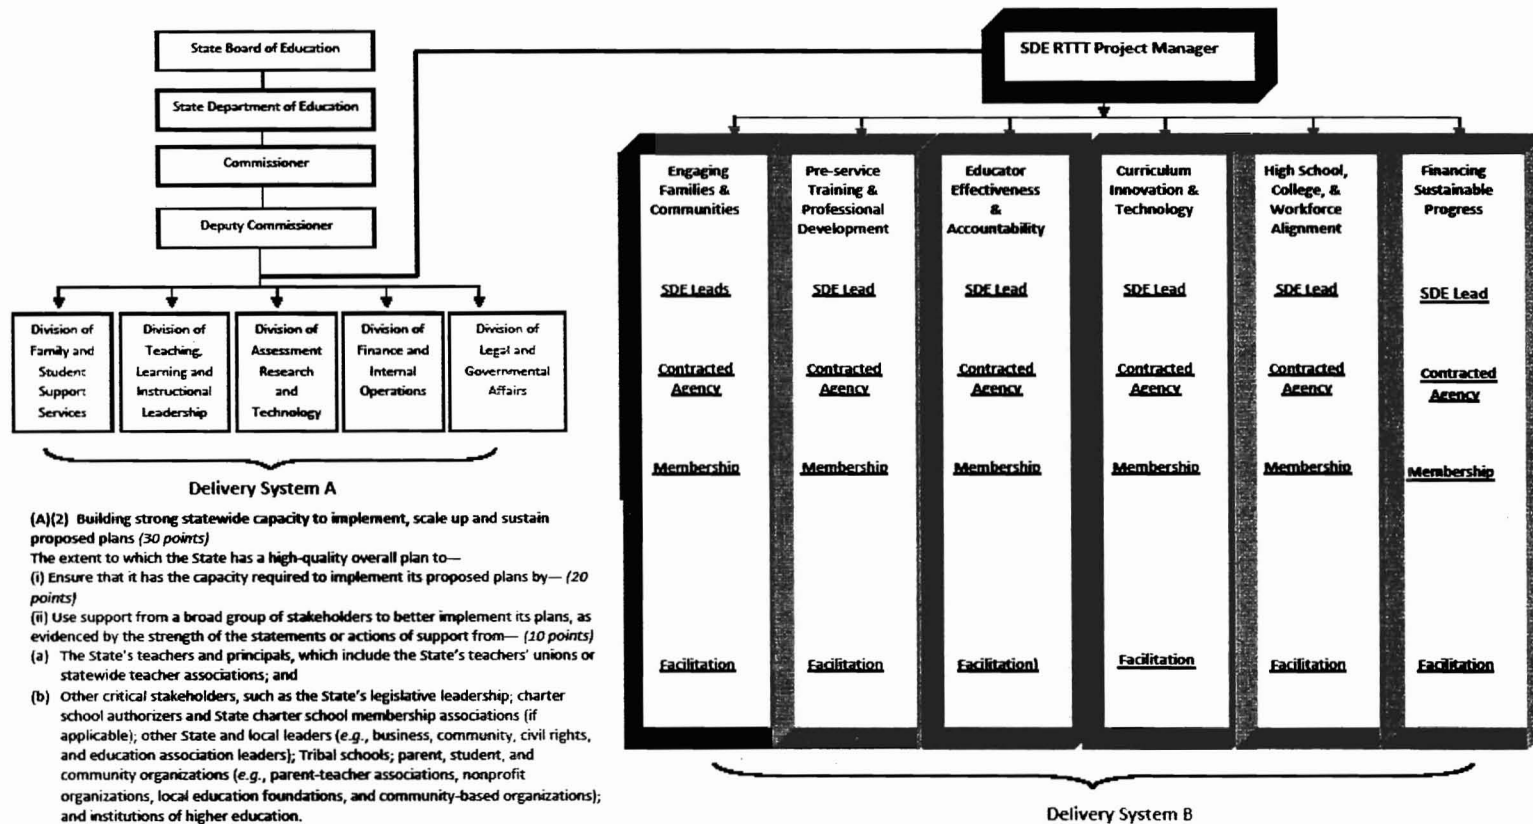 State Board of Education
State Department of Education
Commissioner
Deputy Commissioner
Division of
Family and
Student
Support
Services
Division of
Teaching,
Learning and
Instructional
Leadership
Division of
Assessment
Research
and
Technology
Division of
Finance and
Internal
Operations
Division of
Legal and
Governmental
Affairs
Delivery System A
(A)(2) Building strong statewide capacity to implement, scale up and sustain
proposed plans (30 points)
The extent to which the State has a high-quality overall plan to—
(i) Ensure that it has the capacity required to implement its proposed plans by— (20
points)
(ii) Use support from a broad group of stakeholders to better implement its plans, as
evidenced by the strength of the statements or actions of support from— (10 points)
(a) The State's teachers and principals, which include the State's teachers' unions or
statewide teacher associations; and
(b) Other critical stakeholders, such as the State's legislative leadership; charter
school authorizers and State charter school membership associations (if
applicable); other State and local leaders (e.g., business, community, civil rights,
and education association leaders); Tribal schools; parent, student, and
community organizations (e.g., parent-teacher associations, nonprofit
organizations, local education foundations, and community-based organizations);
and institutions of higher education.
SDE RTTT Project Manager
Engaging
Families &
Communities
SDE Leads
Contracted
Agency
Membership
Facilitation
Pre-service
Training &
Professional
Development
SDE Lead
Contracted
Agency
Membership
Facilitation
Educator
Effectiveness
&
Accountability
SDE Lead
Contracted
Agency
Membership
Facilitation)
Curriculum
Innovation &
Technology
SDE Lead
Contracted
Agency
Membership
Facilitation
High School,
College, &
Workforce
Alignment
SDE Lead
Contracted
Agency
Membership
Facilitation
Financing
Sustainable
Progress
SDE Lead
Contracted
Agency
Membership
Facilitation
Delivery System B